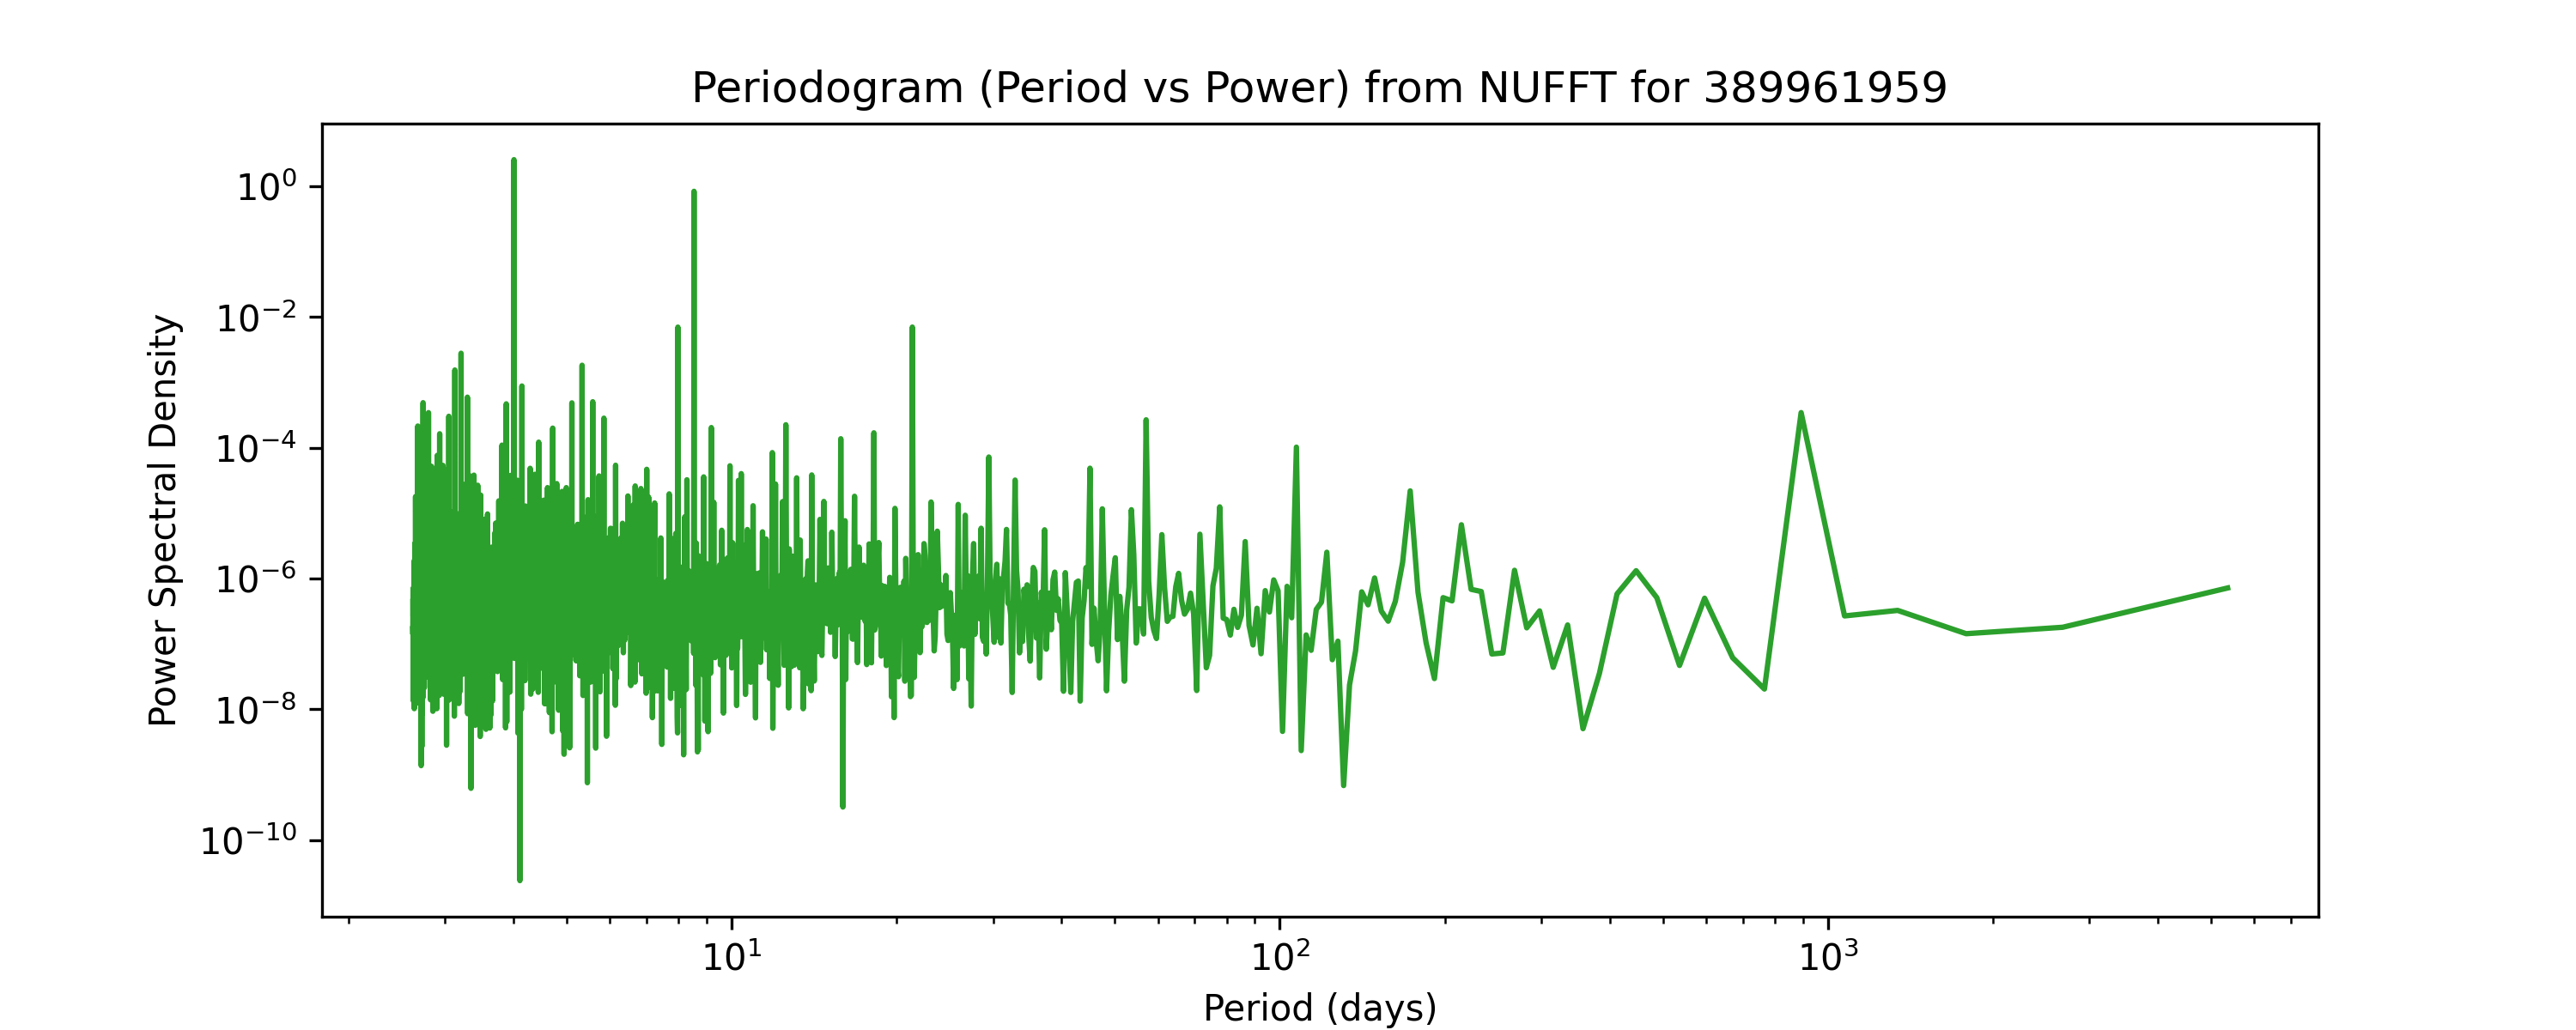 Periodogram (Period vs Power) from NUFFT for 389961959
Power Spectral Density
10⁰
10⁻²
10⁻⁴
10⁻⁶
10⁻⁸
10⁻¹⁰
10¹ 10² 10³
Period (days)